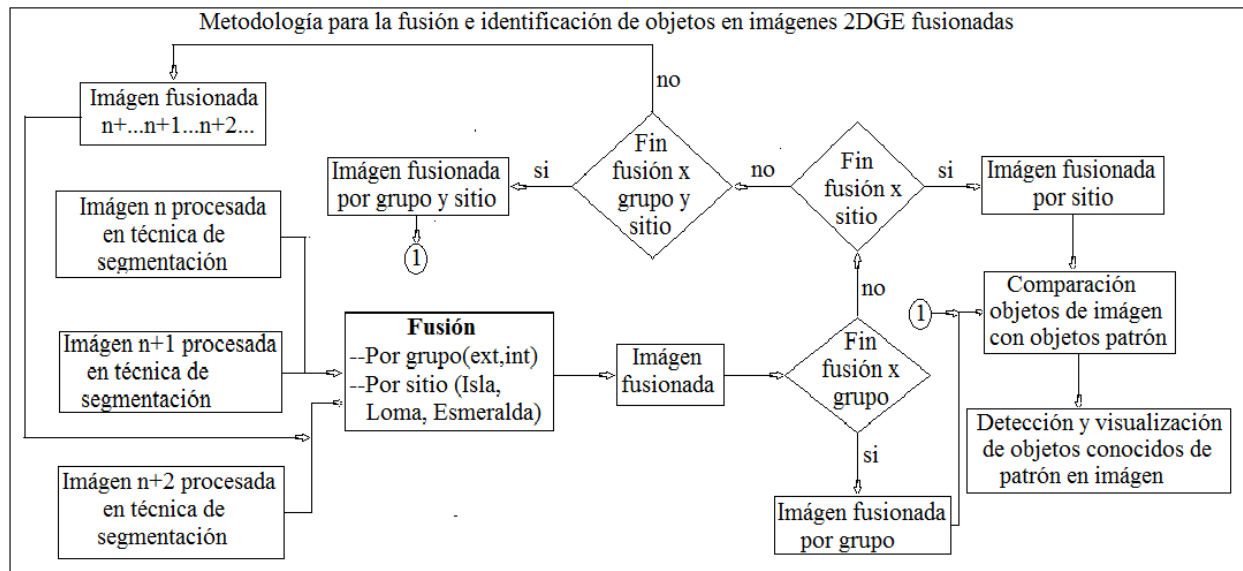 Metodología para la fusión e identificación de objetos en imágenes 2DGE fusionadas
Imágen fusionada
n+...n+1...n+2...
no
Imágen fusionada
por grupo y sitio
si
Fin
fusión x
grupo y
sitio
no
Fin
fusión x
sitio
si
Imágen fusionada
por sitio
1
Imágen n procesada
en técnica de
segmentación
Imágen n+1 procesada
en técnica de
segmentación
Imágen n+2 procesada
en técnica de
segmentación
Fusión
--Por grupo(ext,int)
--Por sitio (Isla,
Loma, Esmeralda)
Imágen
fusionada
no
Fin
fusión x
grupo
si
Imágen fusionada
por grupo
1
Comparación
objetos de imágen
con objetos patrón
Detección y visualización
de objetos conocidos de
patrón en imágen